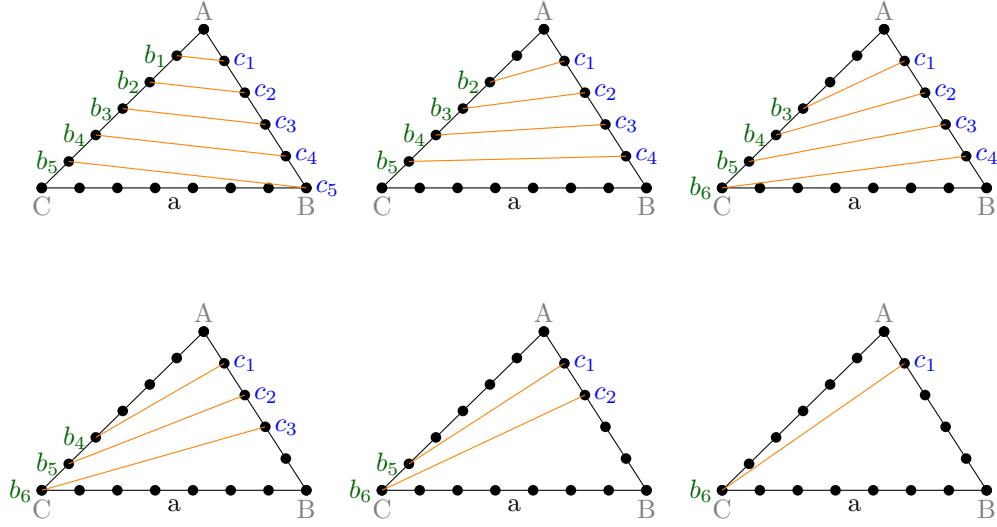 A A A
b₁ c₁ c₁ c₁
b₂ c₂ b₂ c₂ c₂
b₃ c₃ b₃ c₃ b₃ c₃
b₄ c₄ b₄ c₄ b₄ c₄
b₅ c₅ b₅ b₅
b₆
C a B C a B C a B
A A A
c₁ c₁ c₁
c₂ c₂
b₄ c₃
b₅ b₅
b₆ b₆ b₆
C a B C a B C a B